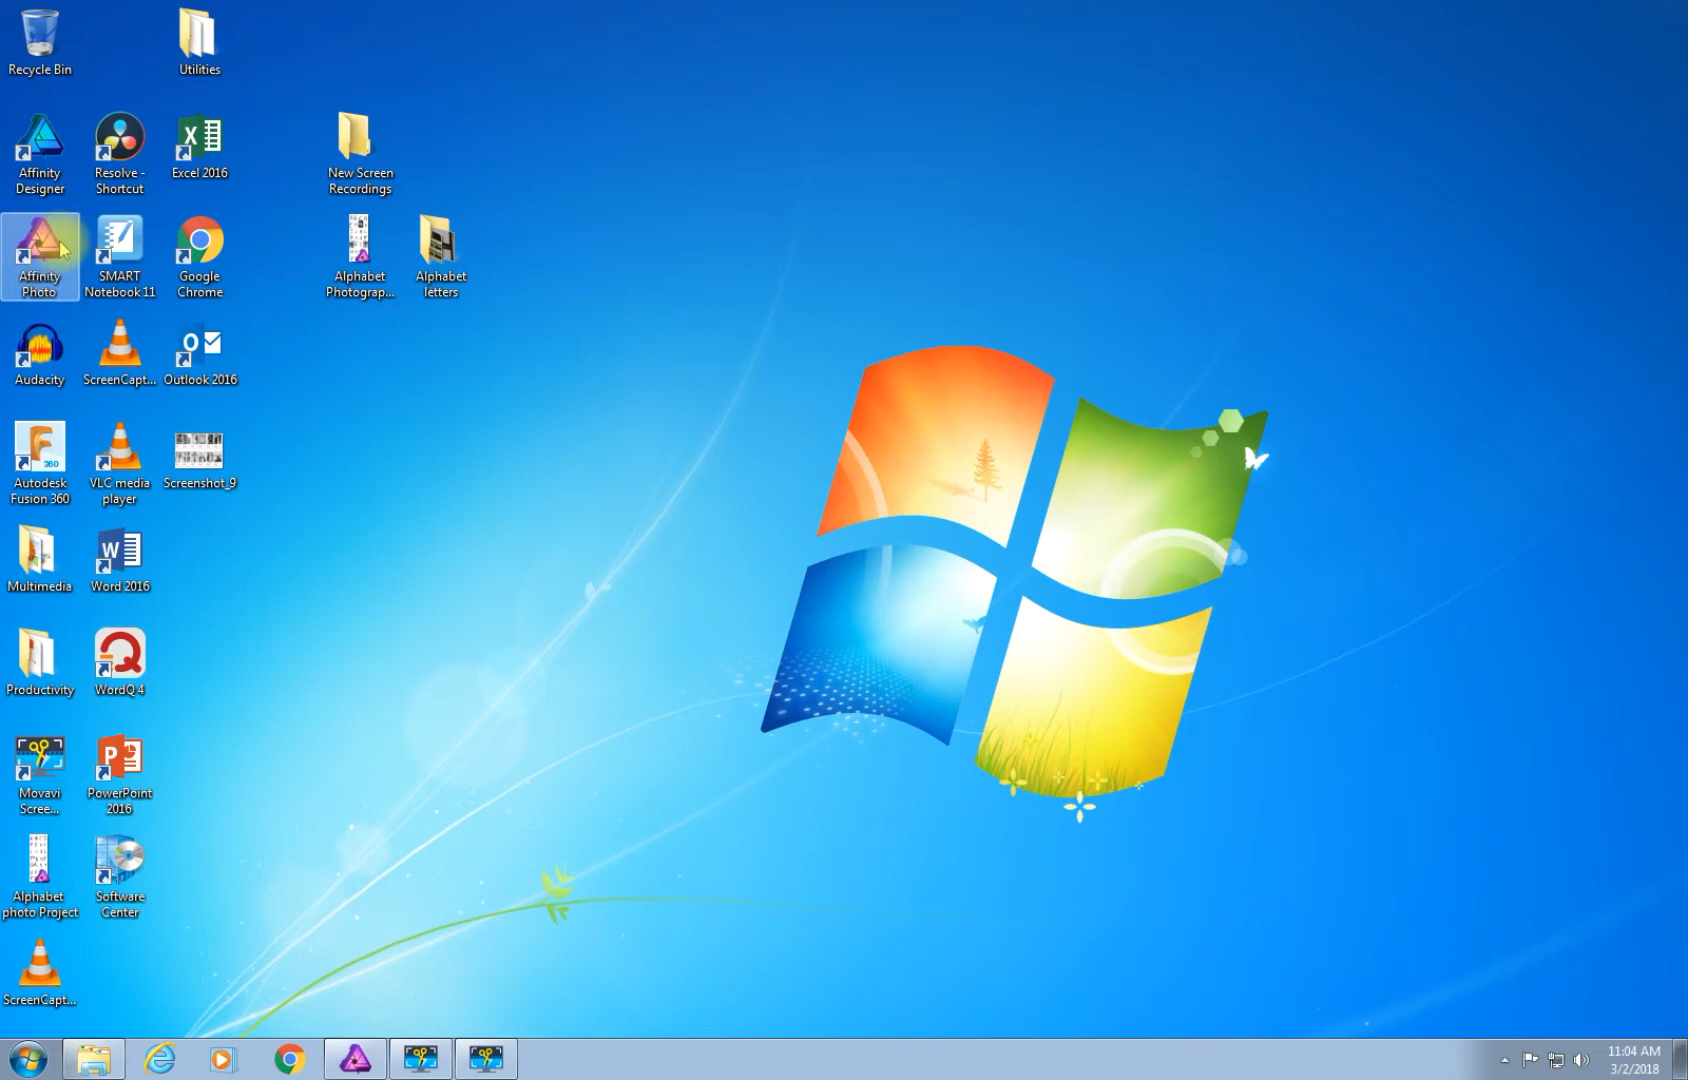 Recycle Bin
Utilities
Affinity
Designer
Resolve -
Shortcut
Excel 2016
New Screen
Recordings
Affinity
Photo
SMART
Notebook 11
Google
Chrome
Alphabet
Photograp...
Alphabet
letters
Audacity
ScreenCapt...
Outlook 2016
360
Autodesk
Fusion 360
VLC media
player
Screenshot_9
Multimedia
Word 2016
Productivity
WordQ 4
Movavi
Scree...
PowerPoint
2016
Alphabet
photo Project
Software
Center
ScreenCapt...
11:04 AM
3/2/2018